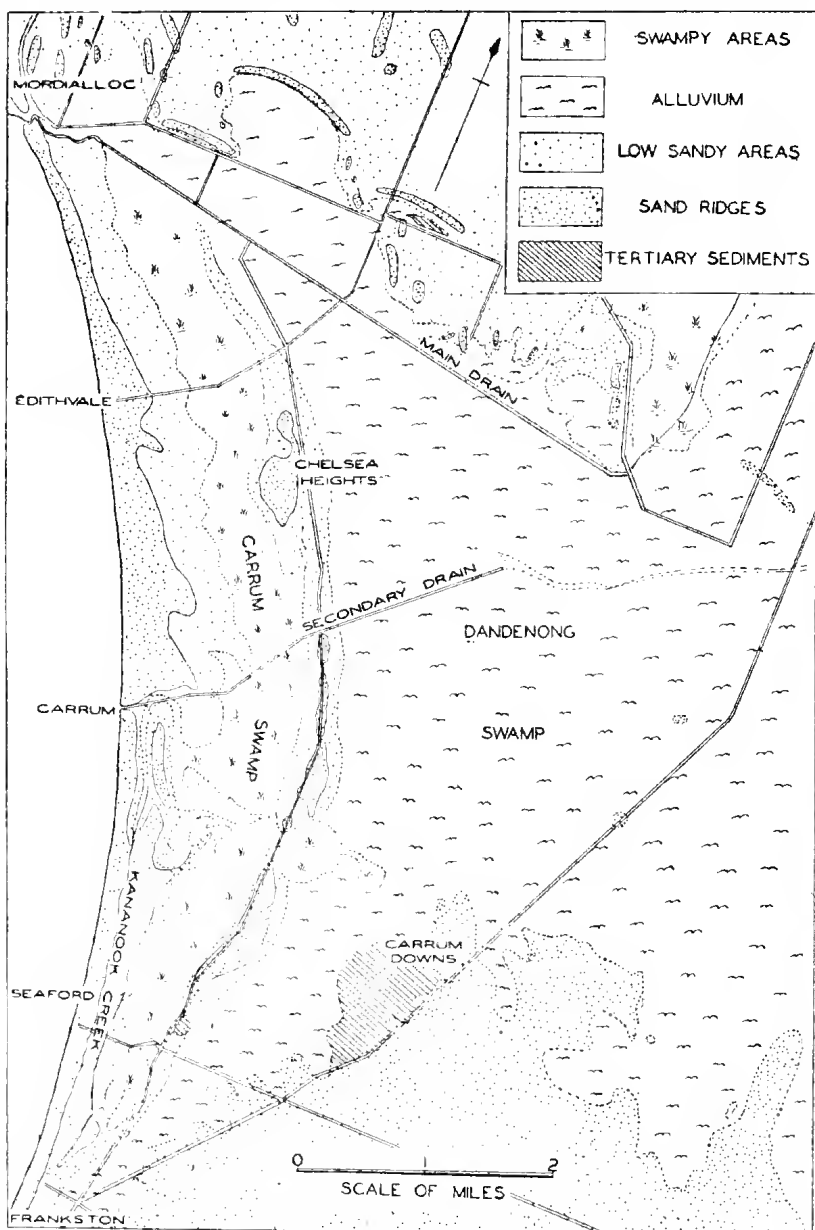 SWAMPY AREAS
ALLUVIUM
LOW SANDY AREAS
SAND RIDGES
TERTIARY SEDIMENTS
MORDIALLOC
MAIN DRAIN
EDITHVALE
CHELSEA
HEIGHTS
CARRUM
SWAMP
SECONDARY DRAIN
DANDENONG
SWAMP
CARRUM
KANANOOK CREEK
CARRUM
DOWNS
SEAFORD
0 1 2
SCALE OF MILES
FRANKSTON